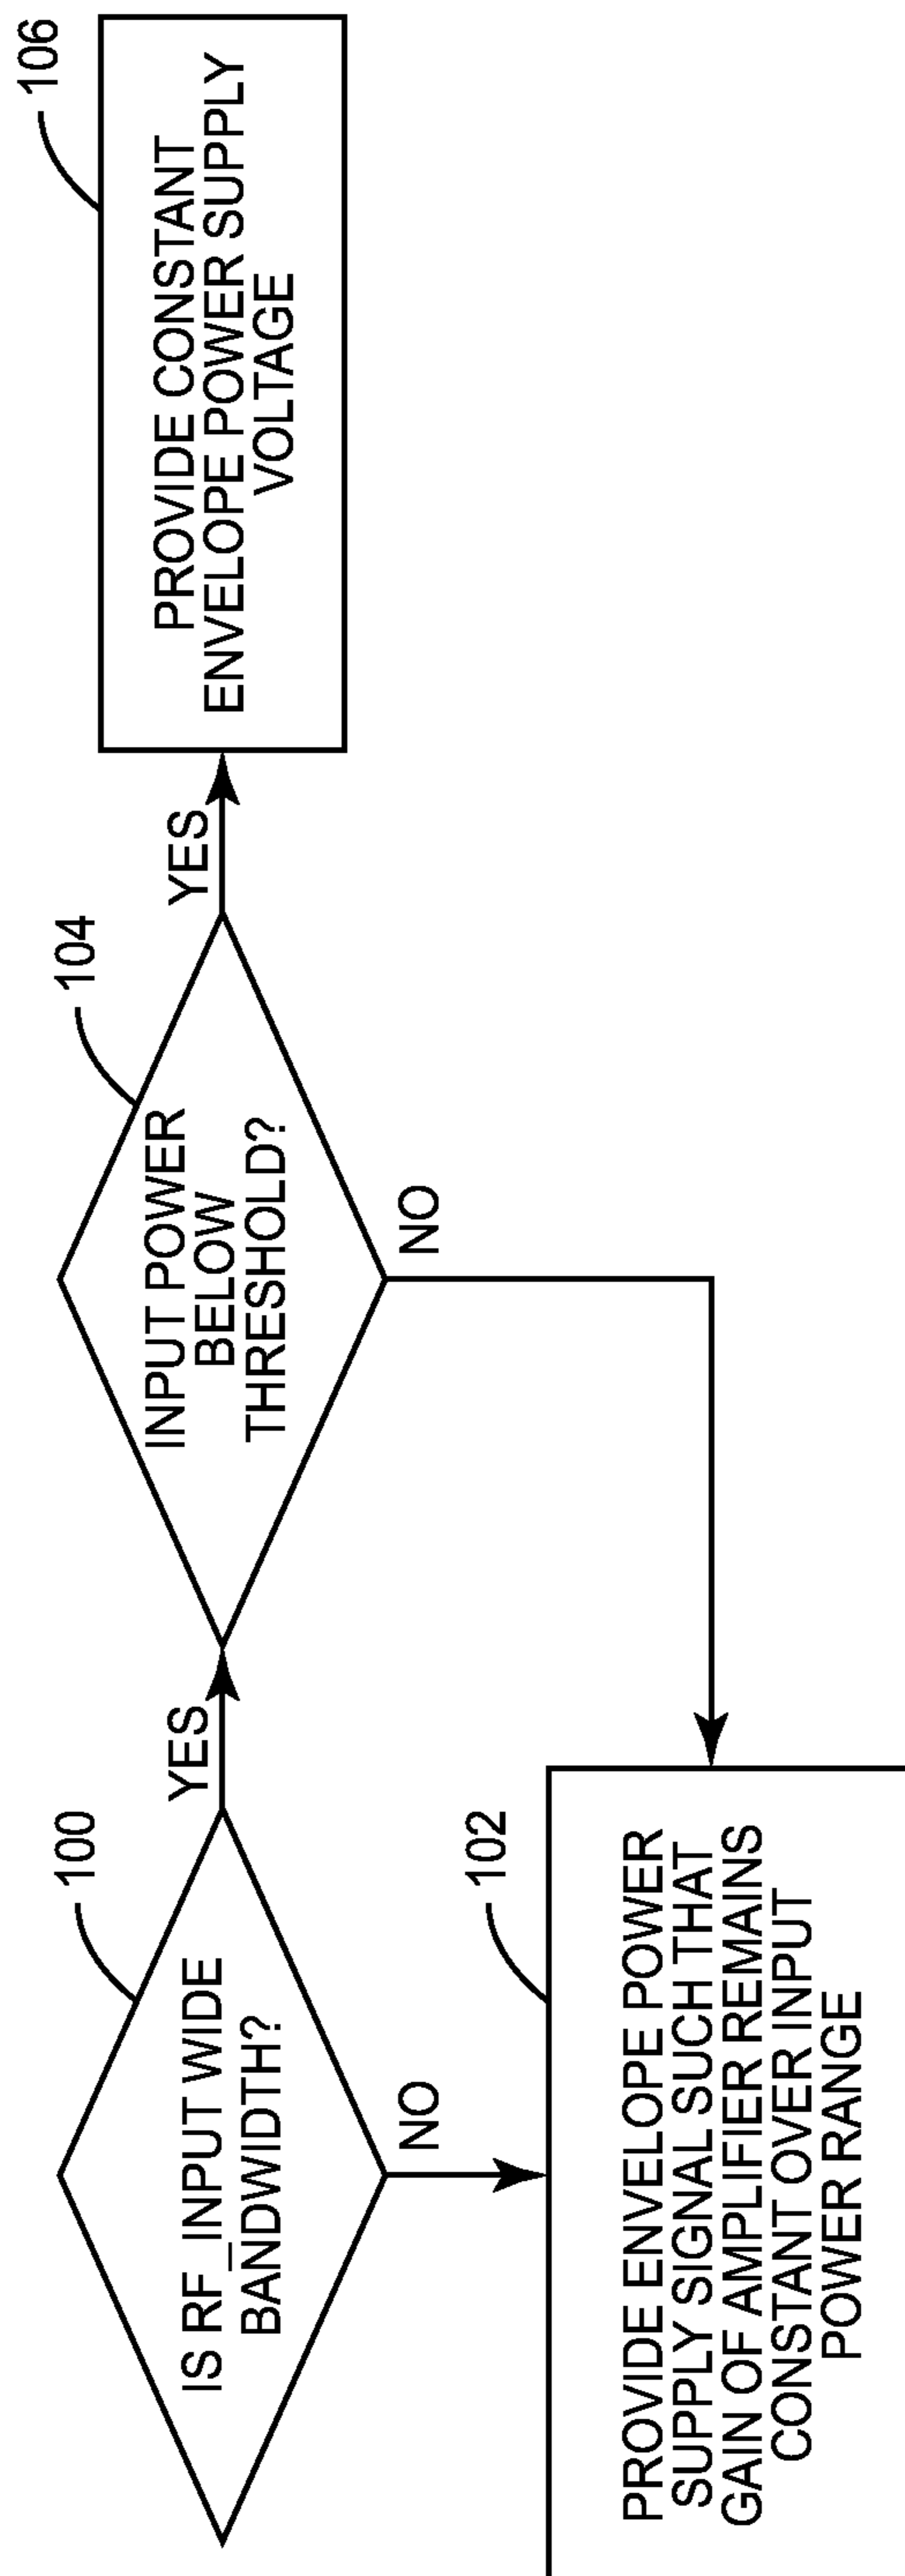 100
IS RF_INPUT WIDE
BANDWIDTH?
YES
NO
102
PROVIDE ENVELOPE POWER
SUPPLY SIGNAL SUCH THAT
GAIN OF AMPLIFIER REMAINS
CONSTANT OVER INPUT
POWER RANGE
104
INPUT POWER
BELOW
THRESHOLD?
YES
NO
106
PROVIDE CONSTANT
ENVELOPE POWER SUPPLY
VOLTAGE